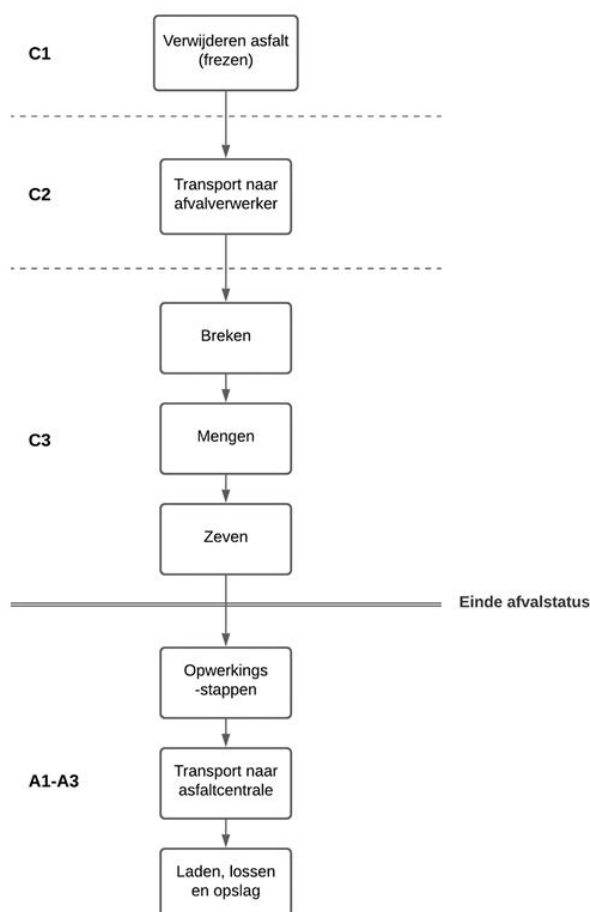 C1
Verwijderen asfalt
(frezen)
C2
Transport naar
afvalverwerker
Breken
C3
Mengen
Zeven
Einde afvalstatus
Opwerkings
-stappen
A1-A3
Transport naar
asfaltcentrale
Laden, lossen
en opslag